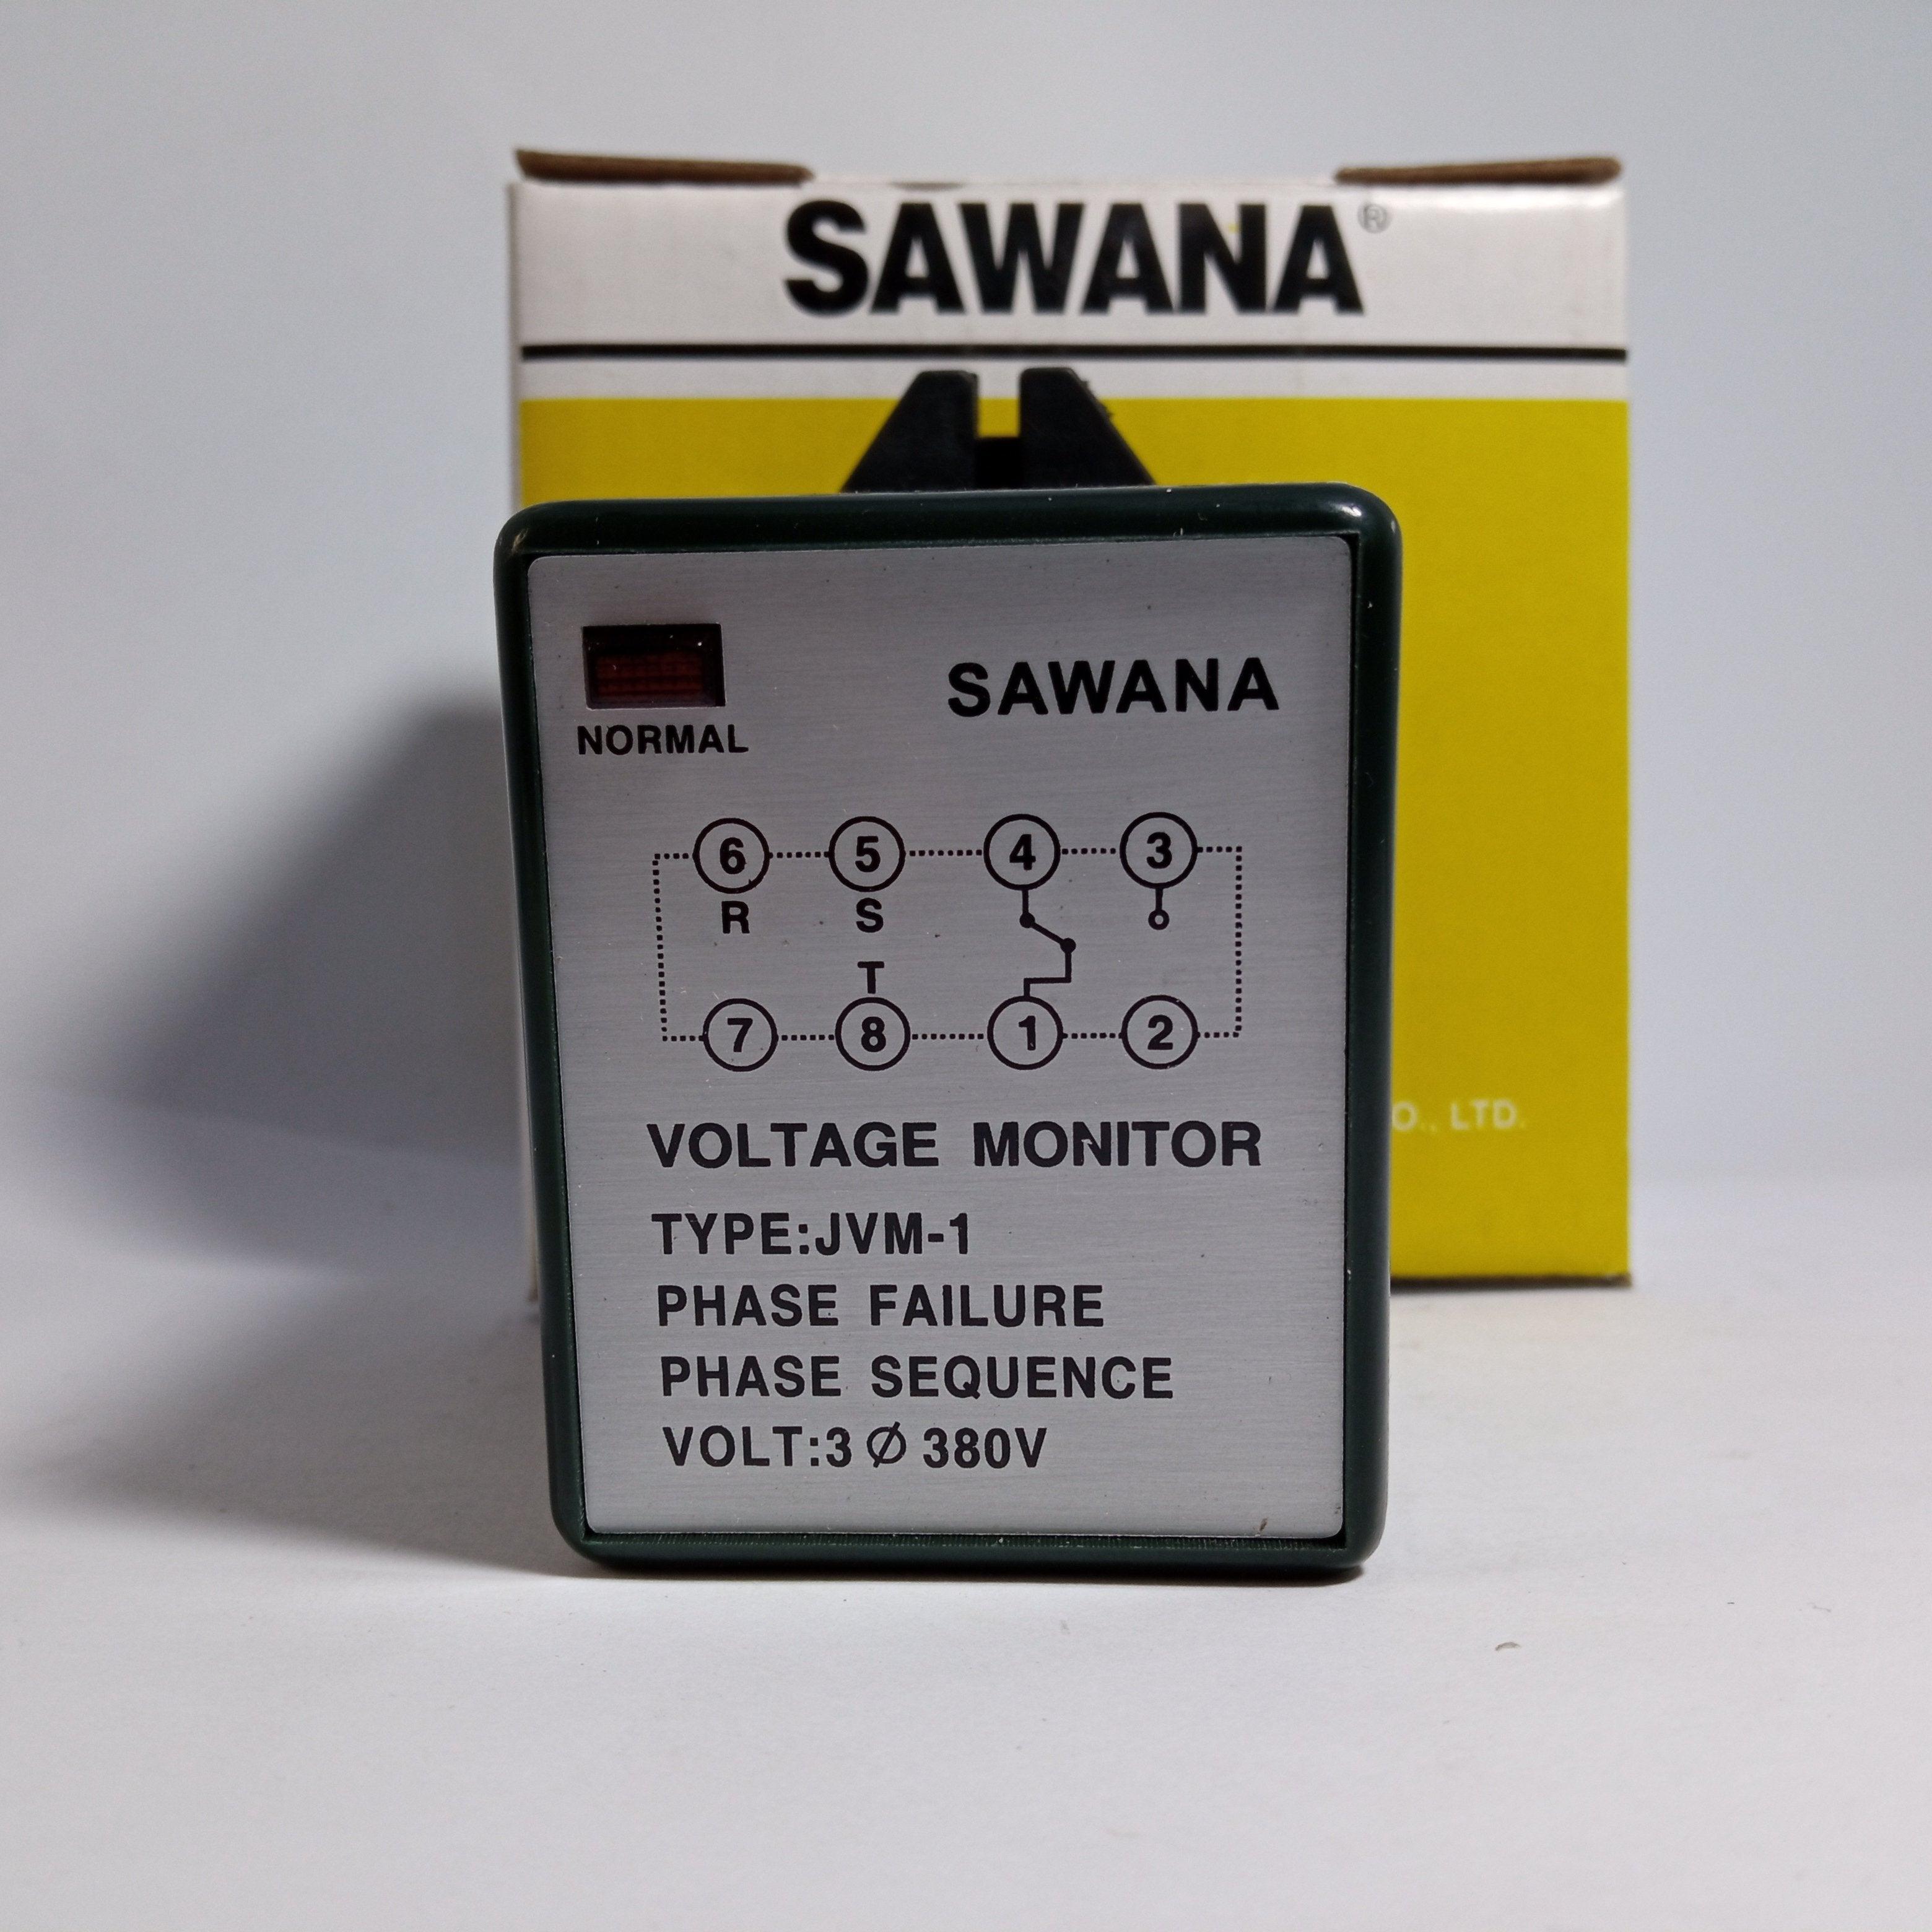 SAWANA®
SAWANA
NORMAL
6 5 4 3
R S
T
7 8 1 2
VOLTAGE MONITOR
TYPE:JVM-1
PHASE FAILURE
PHASE SEQUENCE
VOLT:3 Ø 380V
O., LTD.